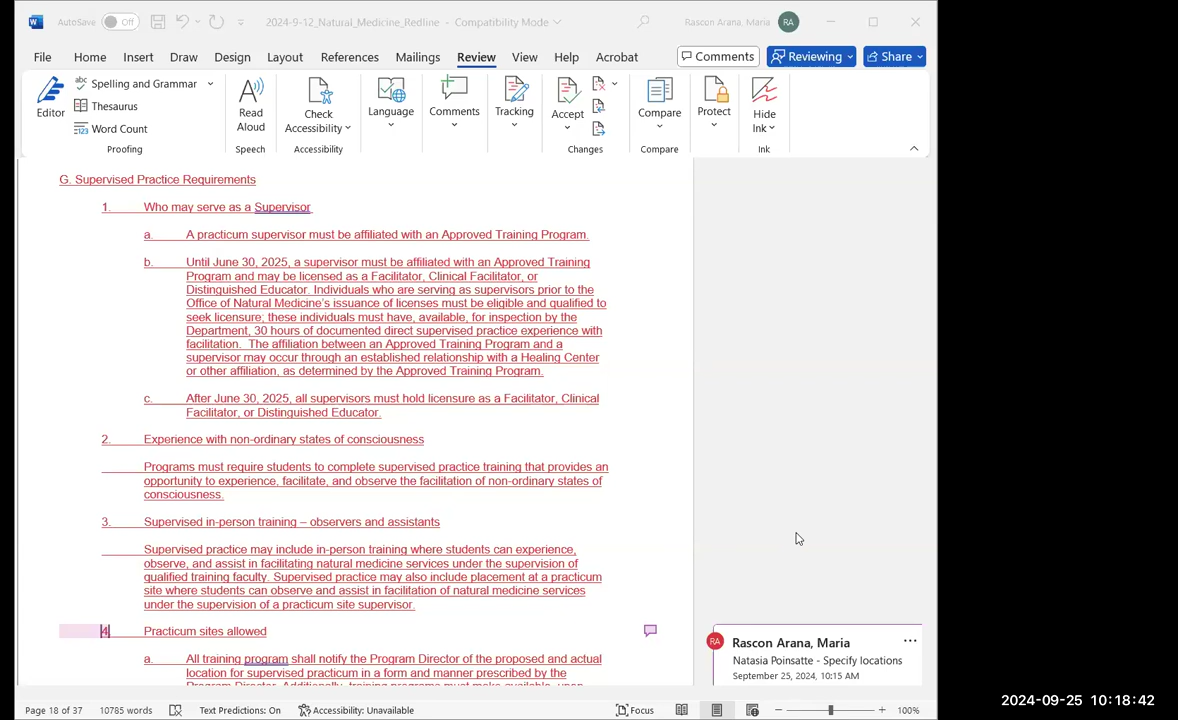 AutoSave Off 2024-9-12_Natural_Medicine_Redline - Compatibility Mode Rascon Arana, Maria RA
File Home Insert Draw Design Layout References Mailings Review View Help Acrobat Comments Reviewing Share
Editor
Spelling and Grammar
Thesaurus
Word Count
Proofing
Read Aloud
Speech
Check Accessibility
Accessibility
Language
Comments
Tracking
Accept
Changes
Compare
Compare
Protect
Hide Ink
Ink
G. Supervised Practice Requirements
1. Who may serve as a Supervisor
a. A practicum supervisor must be affiliated with an Approved Training Program.
b. Until June 30, 2025, a supervisor must be affiliated with an Approved Training
Program and may be licensed as a Facilitator, Clinical Facilitator, or
Distinguished Educator. Individuals who are serving as supervisors prior to the
Office of Natural Medicine's issuance of licenses must be eligible and qualified to
seek licensure; these individuals must have, available, for inspection by the
Department, 30 hours of documented direct supervised practice experience with
facilitation. The affiliation between an Approved Training Program and a
supervisor may occur through an established relationship with a Healing Center
or other affiliation, as determined by the Approved Training Program.
c. After June 30, 2025, all supervisors must hold licensure as a Facilitator, Clinical
Facilitator, or Distinguished Educator.
2. Experience with non-ordinary states of consciousness
Programs must require students to complete supervised practice training that provides an
opportunity to experience, facilitate, and observe the facilitation of non-ordinary states of
consciousness.
3. Supervised in-person training – observers and assistants
Supervised practice may include in-person training where students can experience,
observe, and assist in facilitating natural medicine services under the supervision of
qualified training faculty. Supervised practice may also include placement at a practicum
site where students can observe and assist in facilitation of natural medicine services
under the supervision of a practicum site supervisor.
4. Practicum sites allowed
a. All training program shall notify the Program Director of the proposed and actual
location for supervised practicum in a form and manner prescribed by the
Program Director. Additionally, training programs must make available, upon
RA Rascon Arana, Maria
Natasia Poinsatte - Specify locations
September 25, 2024, 10:15 AM
Page 18 of 37 10785 words Text Predictions: On Accessibility: Unavailable Focus 100%
2024-09-25 10:18:42